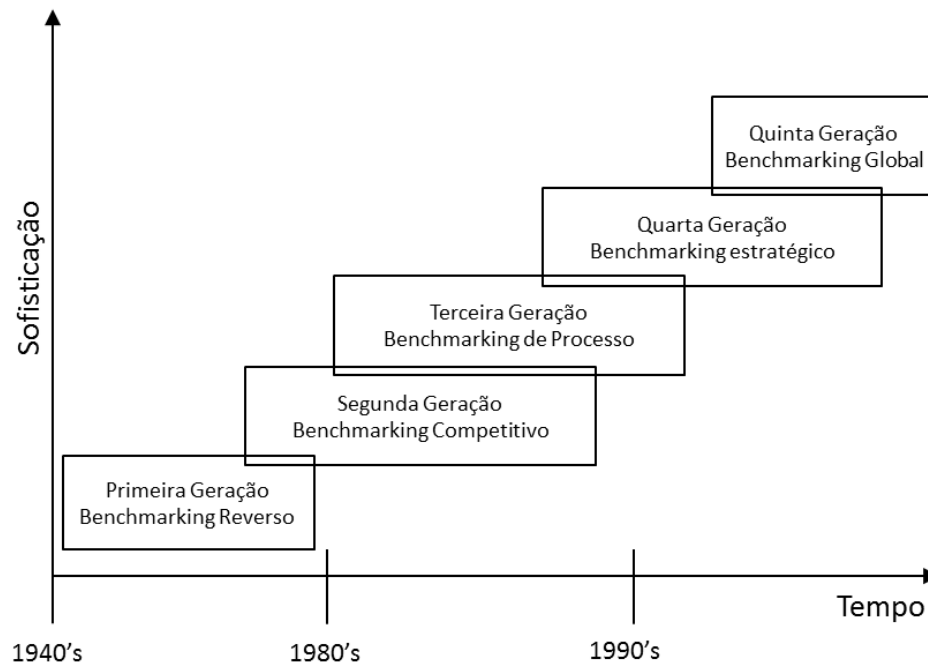 Sofisticação
Quinta Geração
Benchmarking Global
Quarta Geração
Benchmarking estratégico
Terceira Geração
Benchmarking de Processo
Segunda Geração
Benchmarking Competitivo
Primeira Geração
Benchmarking Reverso
Tempo
1940’s
1980’s
1990’s